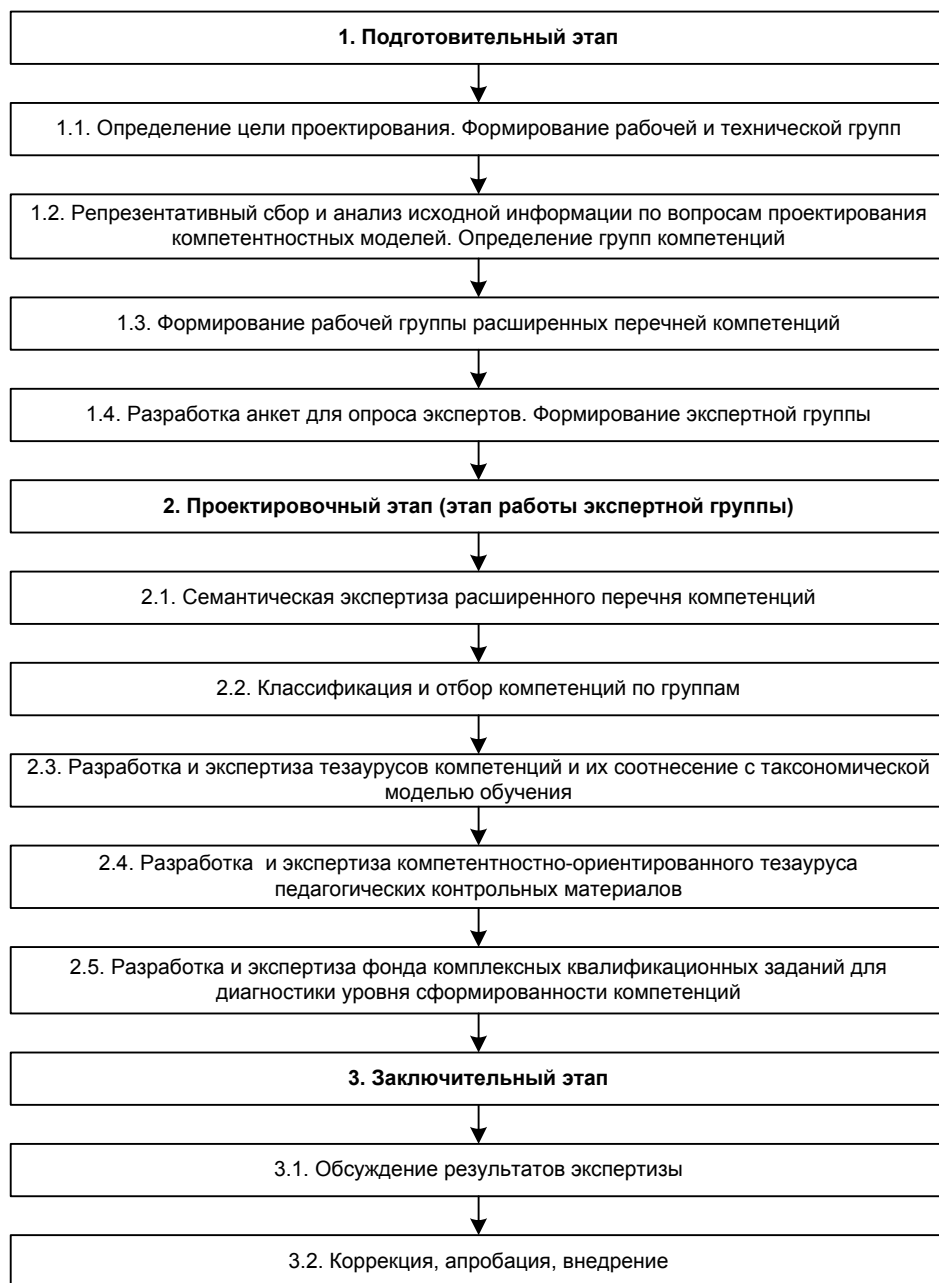 1. Подготовительный этап
1.1. Определение цели проектирования. Формирование рабочей и технической групп
1.2. Репрезентативный сбор и анализ исходной информации по вопросам проектирования
компетентностных моделей. Определение групп компетенций
1.3. Формирование рабочей группы расширенных перечней компетенций
1.4. Разработка анкет для опроса экспертов. Формирование экспертной группы
2. Проектировочный этап (этап работы экспертной группы)
2.1. Семантическая экспертиза расширенного перечня компетенций
2.2. Классификация и отбор компетенций по группам
2.3. Разработка и экспертиза тезаурусов компетенций и их соотнесение с таксономической
моделью обучения
2.4. Разработка  и экспертиза компетентностно-ориентированного тезауруса
педагогических контрольных материалов
2.5. Разработка и экспертиза фонда комплексных квалификационных заданий для
диагностики уровня сформированности компетенций
3. Заключительный этап
3.1. Обсуждение результатов экспертизы
3.2. Коррекция, апробация, внедрение